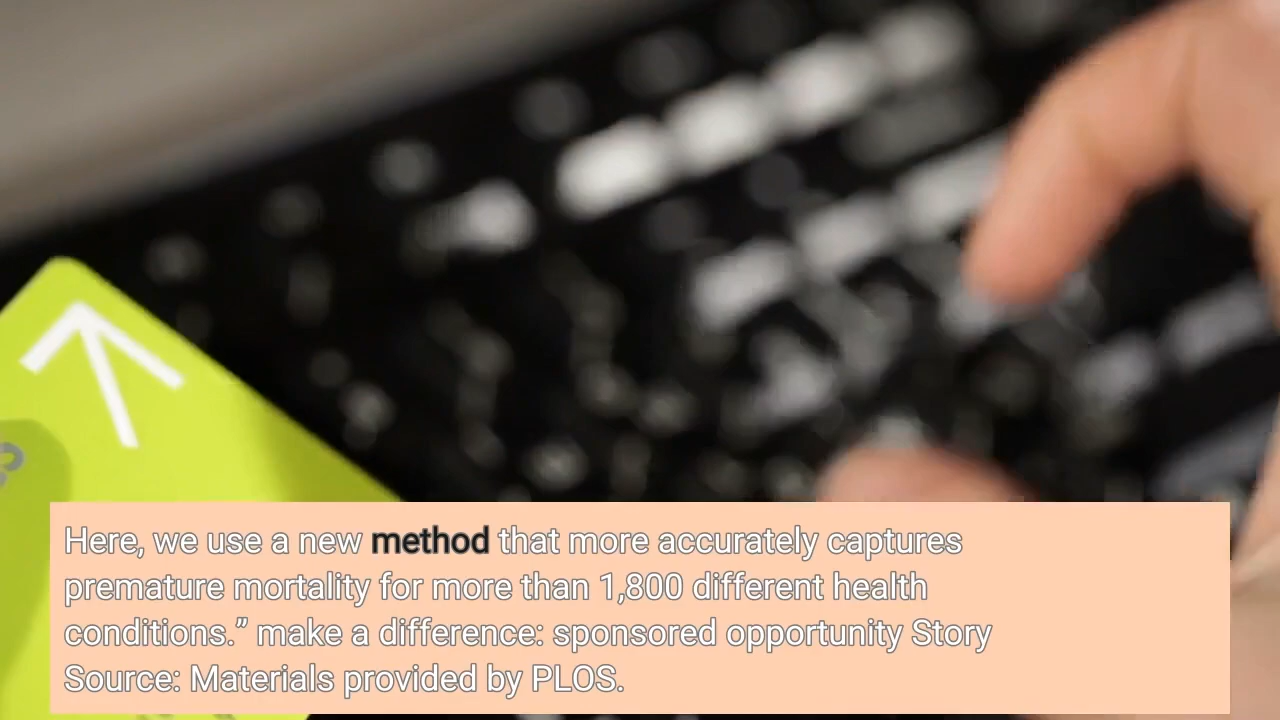 Here, we use a new method that more accurately captures
premature mortality for more than 1,800 different health
conditions.” make a difference: sponsored opportunity Story
Source: Materials provided by PLOS.